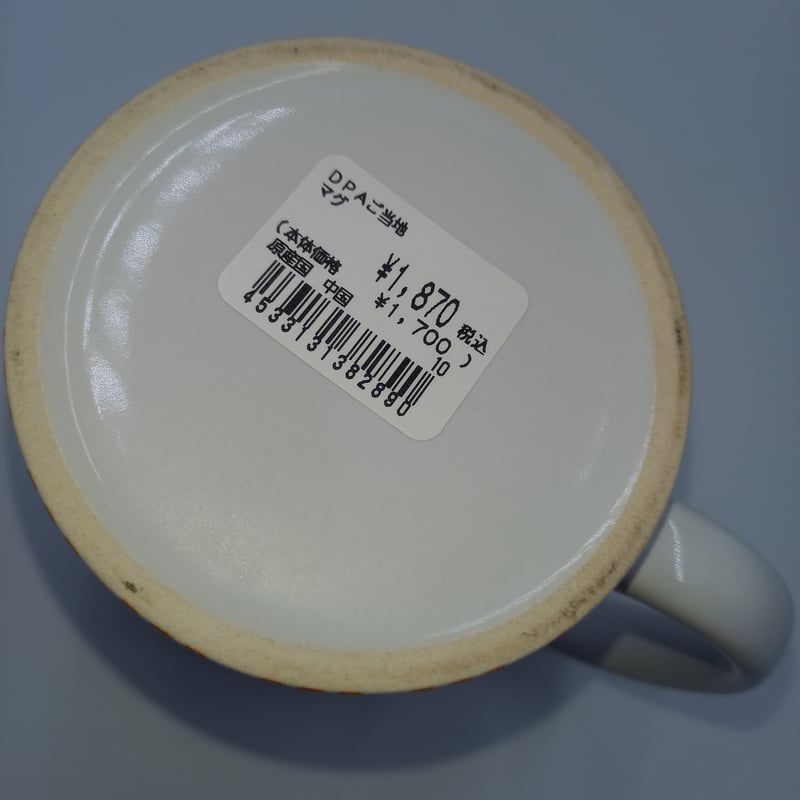 DPAご当地
マグ
¥1,870 税込
(本体価格 ¥1,700 )
原産国 中国 10
4533131382890